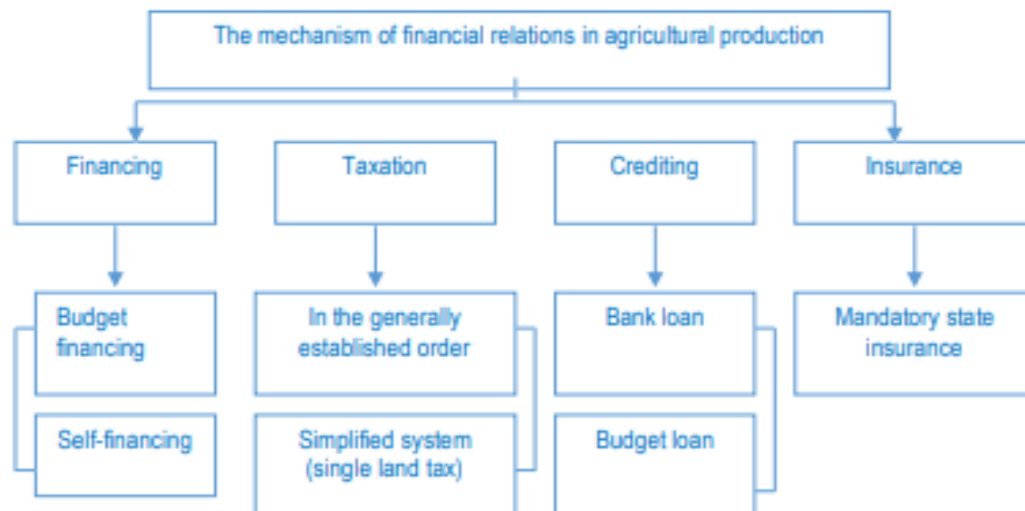 The mechanism of financial relations in agricultural production
Financing
Taxation
Crediting
Insurance
Budget
financing
In the generally
established order
Bank loan
Mandatory state
insurance
Self-financing
Simplified system
(single land tax)
Budget loan